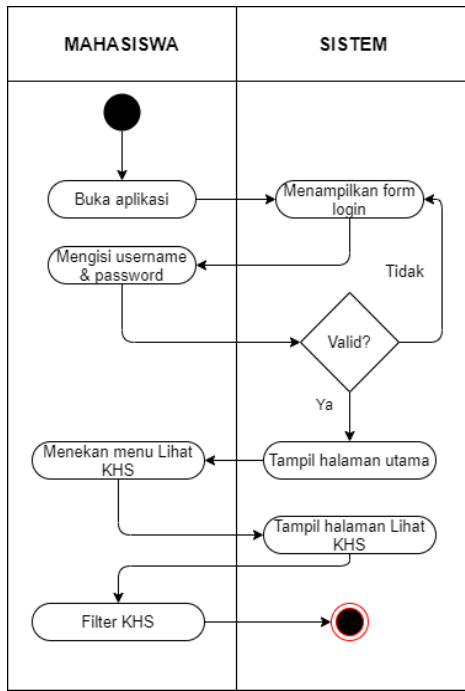 MAHASISWA
SISTEM
Buka aplikasi
Menampilkan form
login
Mengisi username
& password
Tidak
Valid?
Ya
Menekan menu Lihat
KHS
Tampil halaman utama
Tampil halaman Lihat
KHS
Filter KHS